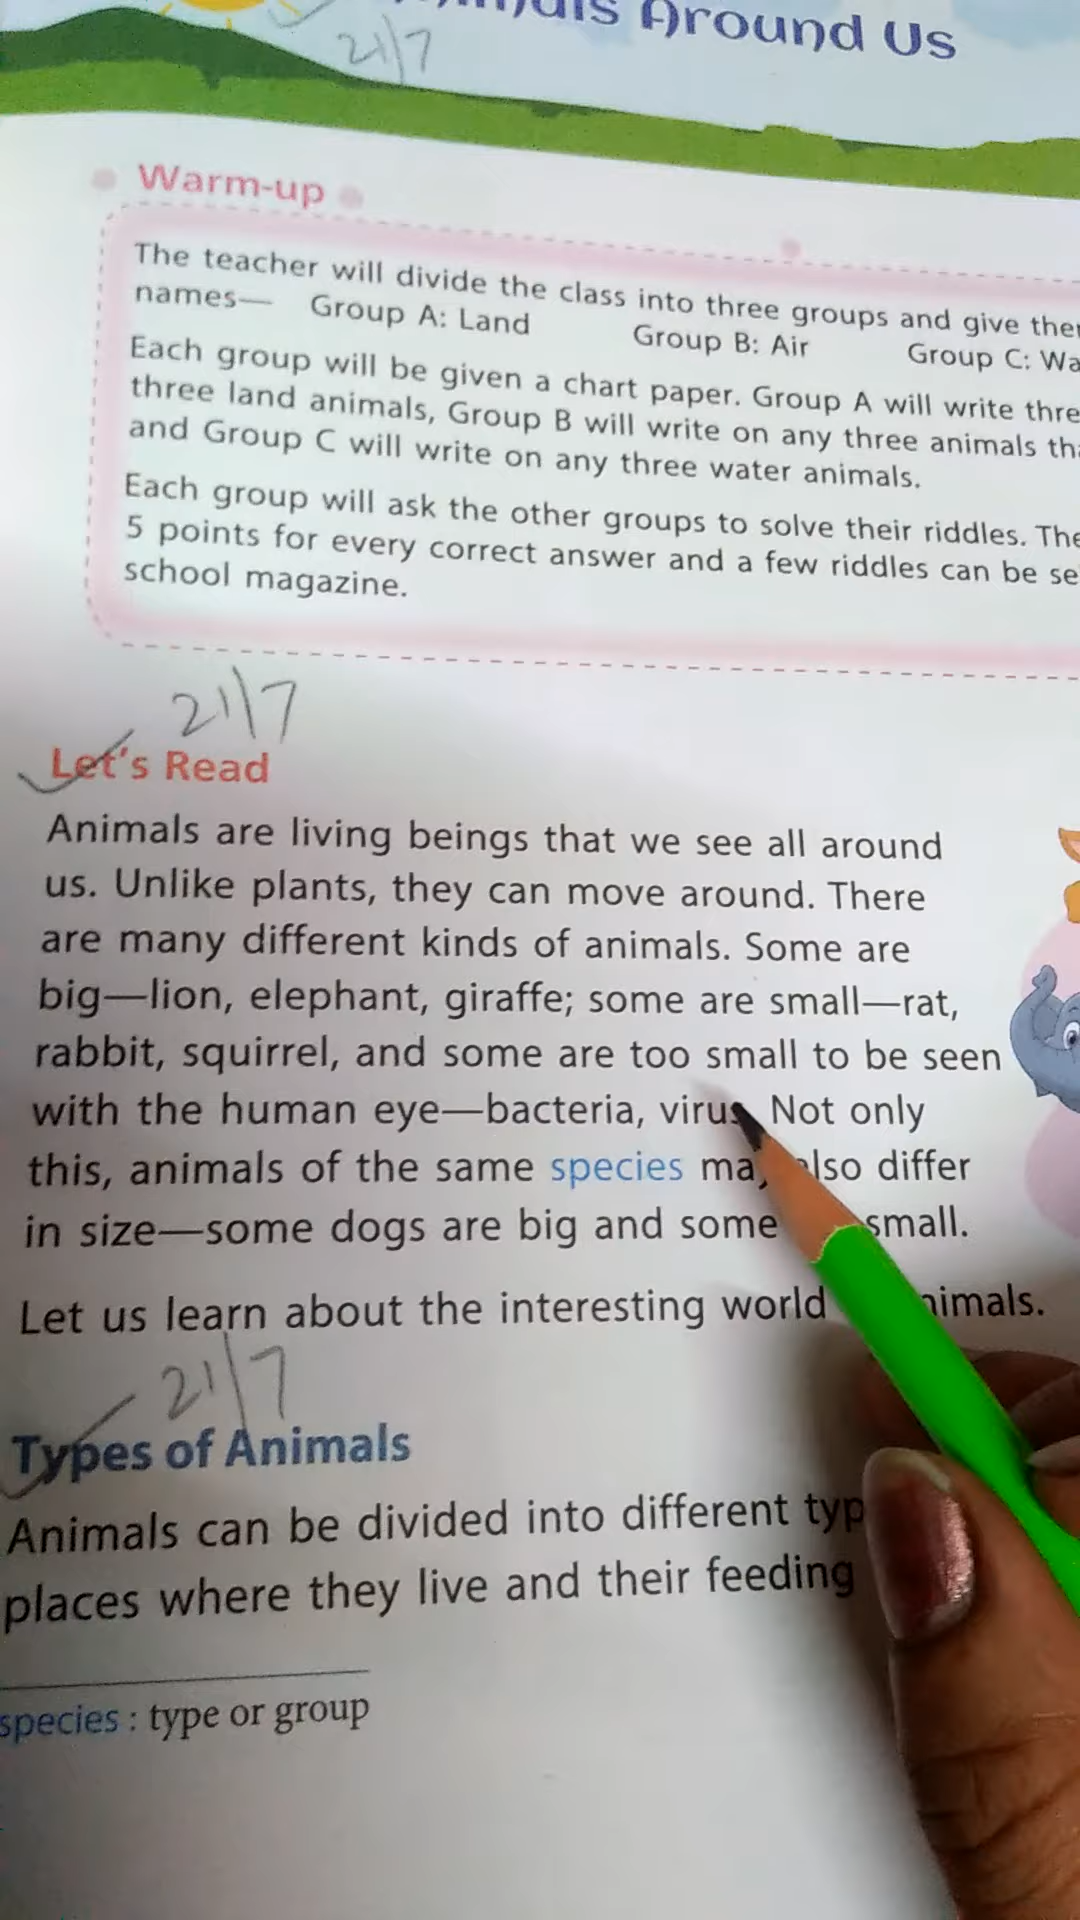 Around Us
21/7
Warm-up
The teacher will divide the class into three groups and give
names— Group A: Land Group B: Air Group C:
Each group will be given a chart paper. Group A will write
three land animals, Group B will write on any three animals
and Group C will write on any three water animals.
Each group will ask the other groups to solve their riddles.
5 points for every correct answer and a few riddles can be
school magazine.
21/7
Let's Read
Animals are living beings that we see all around
us. Unlike plants, they can move around. There
are many different kinds of animals. Some are
big—lion, elephant, giraffe; some are small—rat,
rabbit, squirrel, and some are too small to be seen
with the human eye—bacteria, virus. Not only
this, animals of the same species may also differ
in size—some dogs are big and some small.
Let us learn about the interesting world animals.
21/7
Types of Animals
Animals can be divided into different
places where they live and their feeding
species : type or group